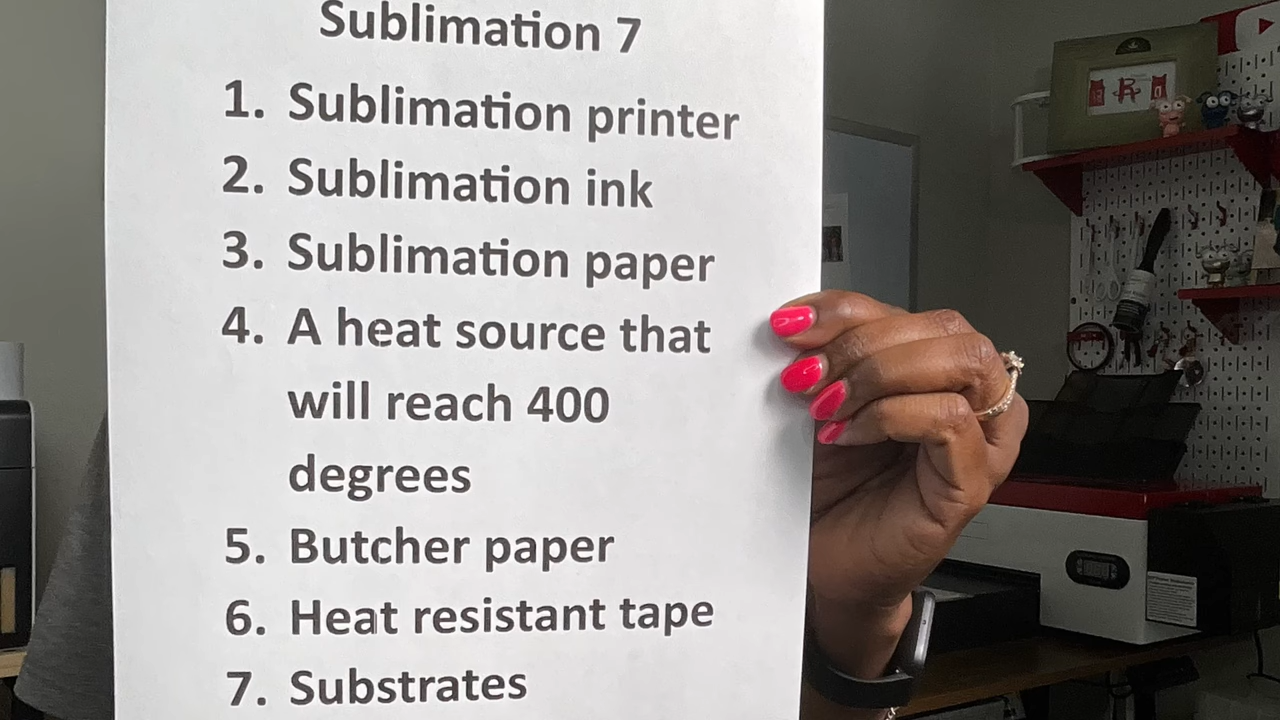 Sublimation 7
1. Sublimation printer
2. Sublimation ink
3. Sublimation paper
4. A heat source that
will reach 400
degrees
5. Butcher paper
6. Heat resistant tape
7. Substrates